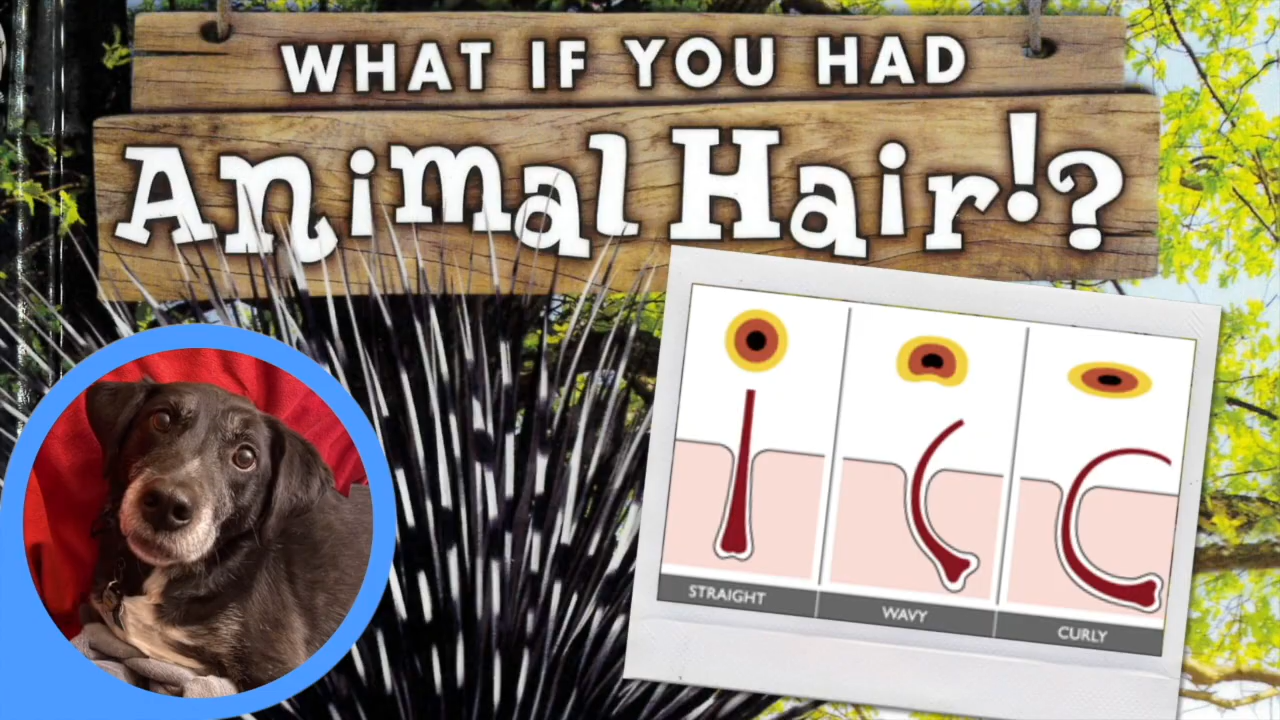 WHAT IF YOU HAD
Animal Hair!?
STRAIGHT
WAVY
CURLY